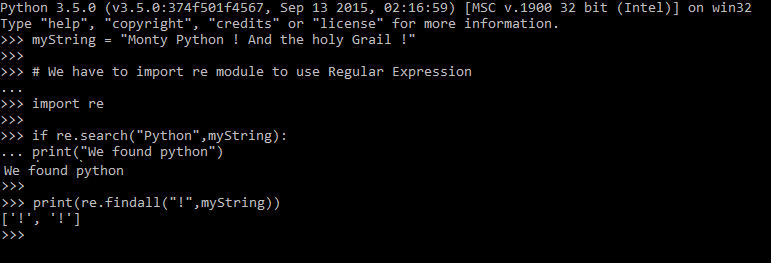 Python 3.5.0 (v3.5.0:374f501f4567, Sep 13 2015, 02:16:59) [MSC v.1900 32 bit (Intel)] on win32
Type "help", "copyright", "credits" or "license" for more information.
>>> myString = "Monty Python ! And the holy Grail !"
>>>
>>> # We have to import re module to use Regular Expression
...
>>> import re
>>>
>>> if re.search("Python",myString):
... print("We found python")
We found python
>>>
>>> print(re.findall("!",myString))
['!', '!']
>>>